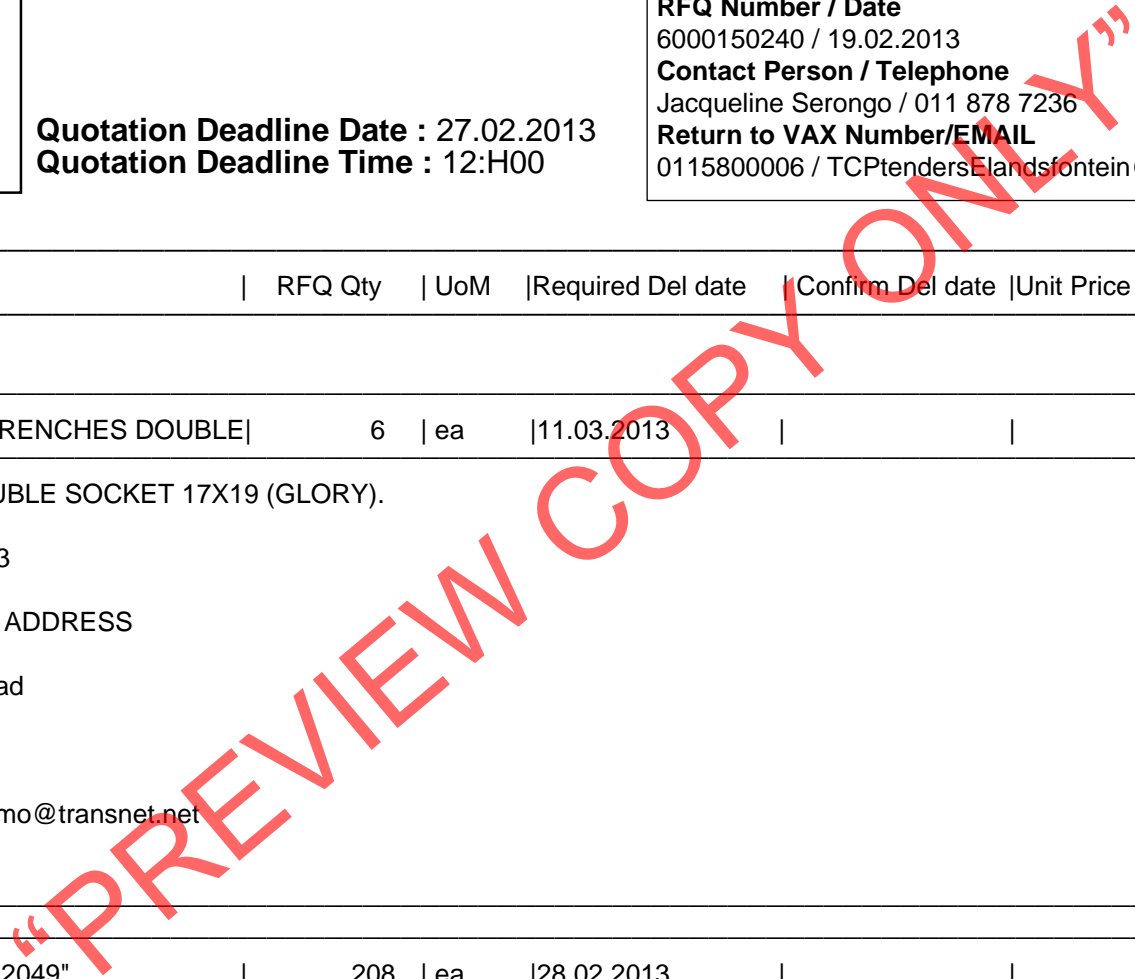 RFQ Number / Date
6000150240 / 19.02.2013
Contact Person / Telephone
Jacqueline Serongo / 011 878 7236
Return to VAX Number/EMAIL
0115800006 / TCPtendersElandsfontein
Quotation Deadline Date : 27.02.2013
Quotation Deadline Time : 12:H00
| RFQ Qty | UoM |Required Del date | Confirm Del date |Unit Price
RENCHES DOUBLE| 6 | ea |11.03.2013 | |
UBLE SOCKET 17X19 (GLORY).
3
ADDRESS
ad
mo@transnet.net
2049" | 208 | ea |28.02.2013 | |
“PREVIEW COPY ONLY”